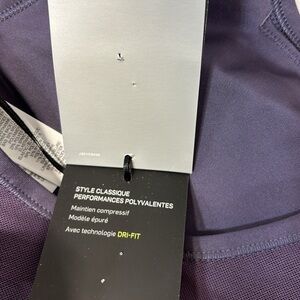 STYLE CLASSIQUE
PERFORMANCES POLYVALENTES
Maintien compressif
Modèle épuré
Avec technologie DRI-FIT